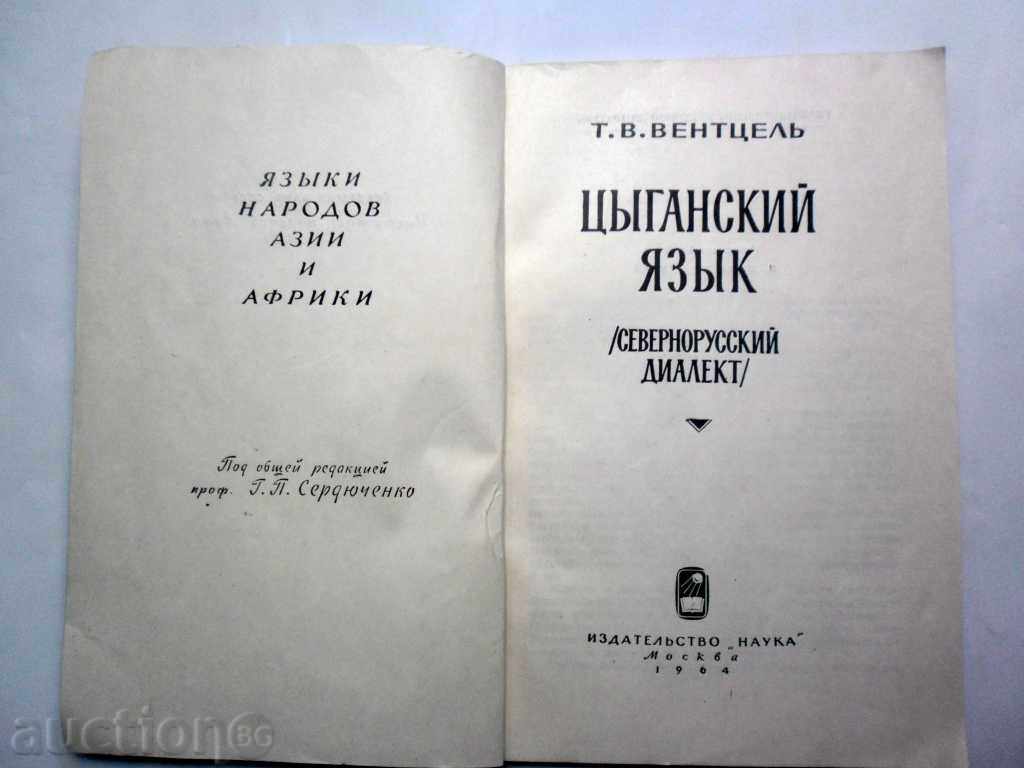 ЯЗЫКИ
НАРОДОВ
АЗИИ
И
АФРИКИ
Под общей редакцией
проф. Г.П. Сердюченко
Т.В.ВЕНТЦЕЛЬ
ЦЫГАНСКИЙ
ЯЗЫК
/СЕВЕРНОРУССКИЙ
ДИАЛЕКТ/
ИЗДАТЕЛЬСТВО „НАУКА"
Москва
1964
auction BG